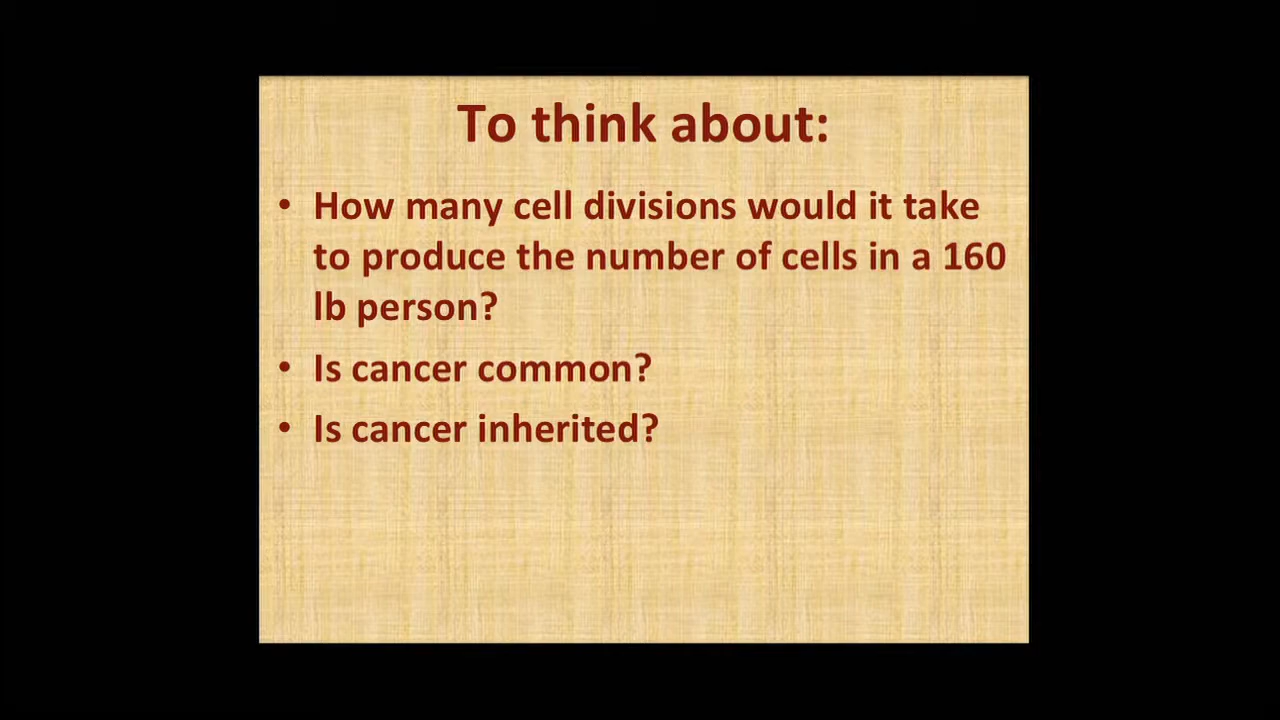 To think about:
• How many cell divisions would it take
to produce the number of cells in a 160
lb person?
• Is cancer common?
• Is cancer inherited?